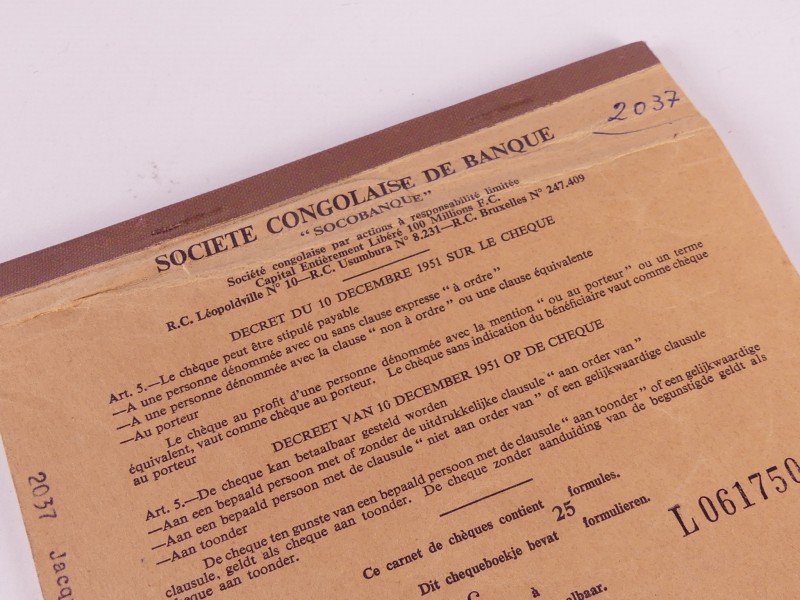 2037
SOCIETE CONGOLAISE DE BANQUE
"SOCOBANQUE"
Société congolaise par actions à responsabilité limitée
Capital Entièrement Libéré 100 Millions F.C.
R.C. Léopoldville N° 10—R.C. Usumbura N° 8.231—R.C. Bruxelles N° 247.409
DECRET DU 10 DECEMBRE 1951 SUR LE CHEQUE
Art. 5.—Le chèque peut être stipulé payable
—A une personne dénommée avec ou sans clause expresse " à ordre"
—A une personne dénommée avec la clause " non à ordre" ou une clause équivalente
—Au porteur
Le chèque au profit d'une personne dénommée avec la mention " ou au porteur" ou un terme
équivalent, vaut comme chèque au porteur. Le chèque sans indication du bénéficiaire vaut comme chèque
au porteur
DECREET VAN 10 DECEMBER 1951 OP DE CHEQUE
Art. 5.—De cheque kan betaalbaar gesteld worden
—Aan een bepaald persoon met of zonder de uitdrukkelijke clausule " aan order van"
—Aan een bepaald persoon met de clausule " niet aan order van" of een gelijkwaardige clausule
—Aan toonder
De cheque ten gunste van een bepaald persoon met de clausule " aan toonder" of een gelijkwaardige
clausule, geldt als cheque aan toonder. De cheque zonder aanduiding van de begunstigde geldt als
cheque aan toonder.
Ce carnet de chèques contient formules.
25
Dit chequeboekje bevat formulieren.
L061750
à
2037 Jacq